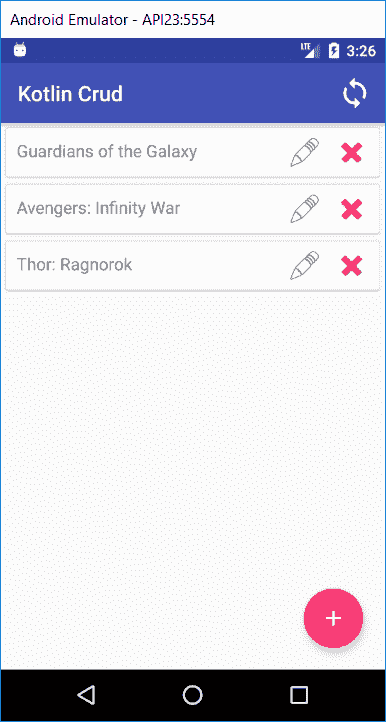 Android Emulator - API23:5554
LTE 3:26
Kotlin Crud
Guardians of the Galaxy
Avengers: Infinity War
Thor: Ragnorok
+